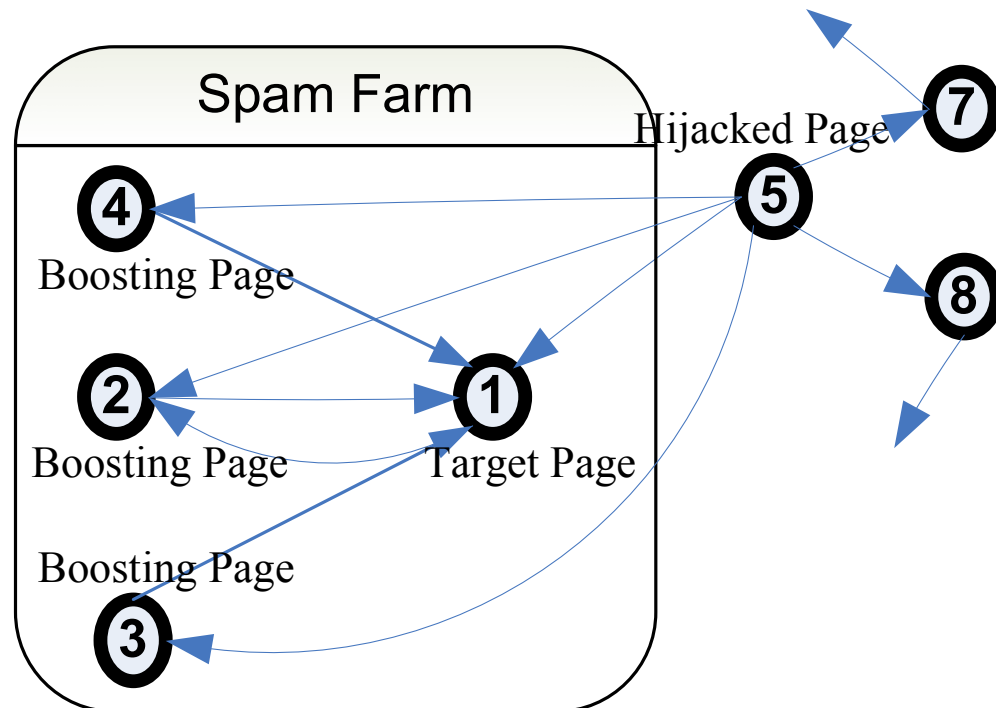 Spam Farm
Hijacked Page
7
5
4
Boosting Page
8
2
1
Boosting Page
Target Page
Boosting Page
3